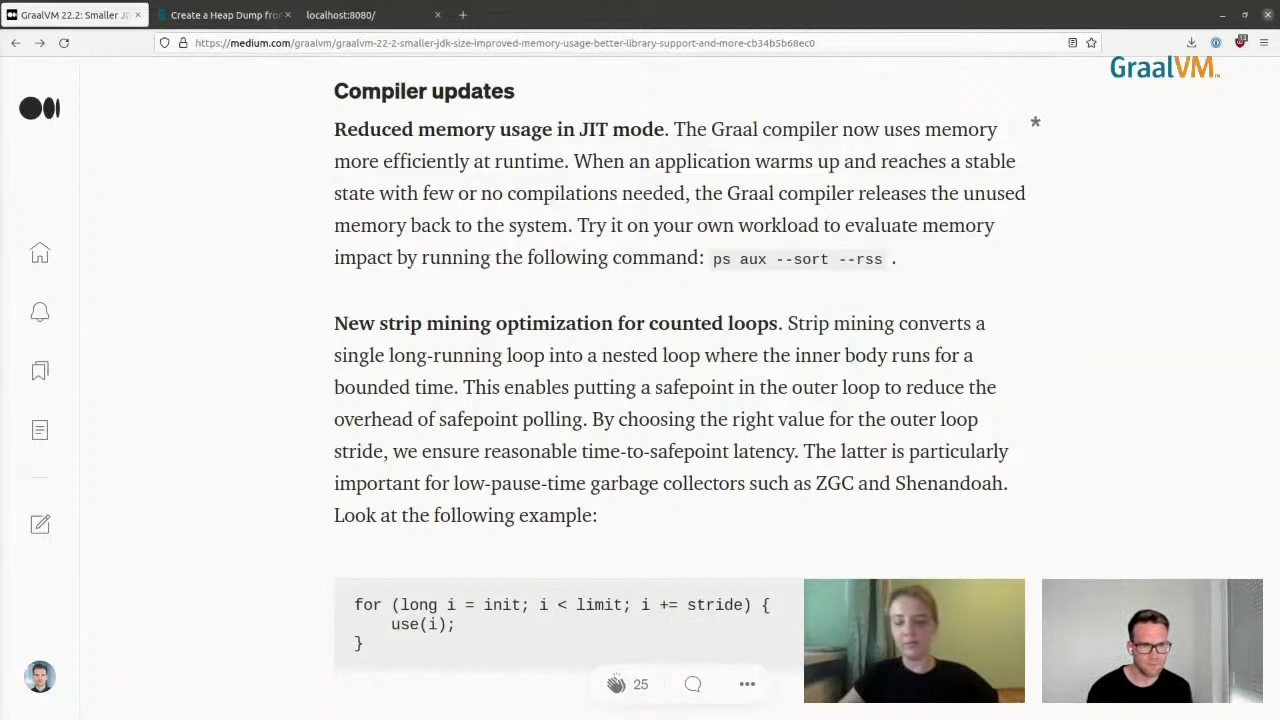 GraalVM 22.2: Smaller JD
Create a Heap Dump fro
localhost:8080/
https://medium.com/graalvm/graalvm-22-2-smaller-jdk-size-improved-memory-usage-better-library-support-and-more-cb34b5b68ec0
GraalVM
Compiler updates
Reduced memory usage in JIT mode. The Graal compiler now uses memory
*
more efficiently at runtime. When an application warms up and reaches a stable
state with few or no compilations needed, the Graal compiler releases the unused
memory back to the system. Try it on your own workload to evaluate memory
impact by running the following command: ps aux --sort --rss .
New strip mining optimization for counted loops. Strip mining converts a
single long-running loop into a nested loop where the inner body runs for a
bounded time. This enables putting a safepoint in the outer loop to reduce the
overhead of safepoint polling. By choosing the right value for the outer loop
stride, we ensure reasonable time-to-safepoint latency. The latter is particularly
important for low-pause-time garbage collectors such as ZGC and Shenandoah.
Look at the following example:
for (long i = init; i < limit; i += stride) {
use(i);
}
25